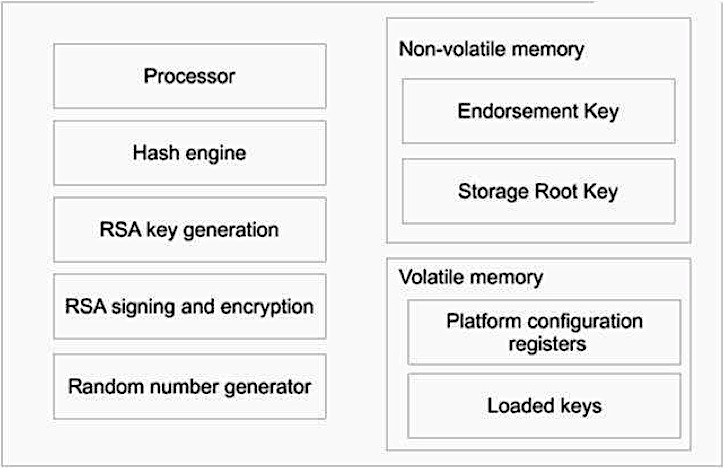 Processor
Hash engine
RSA key generation
RSA signing and encryption
Random number generator
Non-volatile memory
Endorsement Key
Storage Root Key
Volatile memory
Platform configuration
registers
Loaded keys